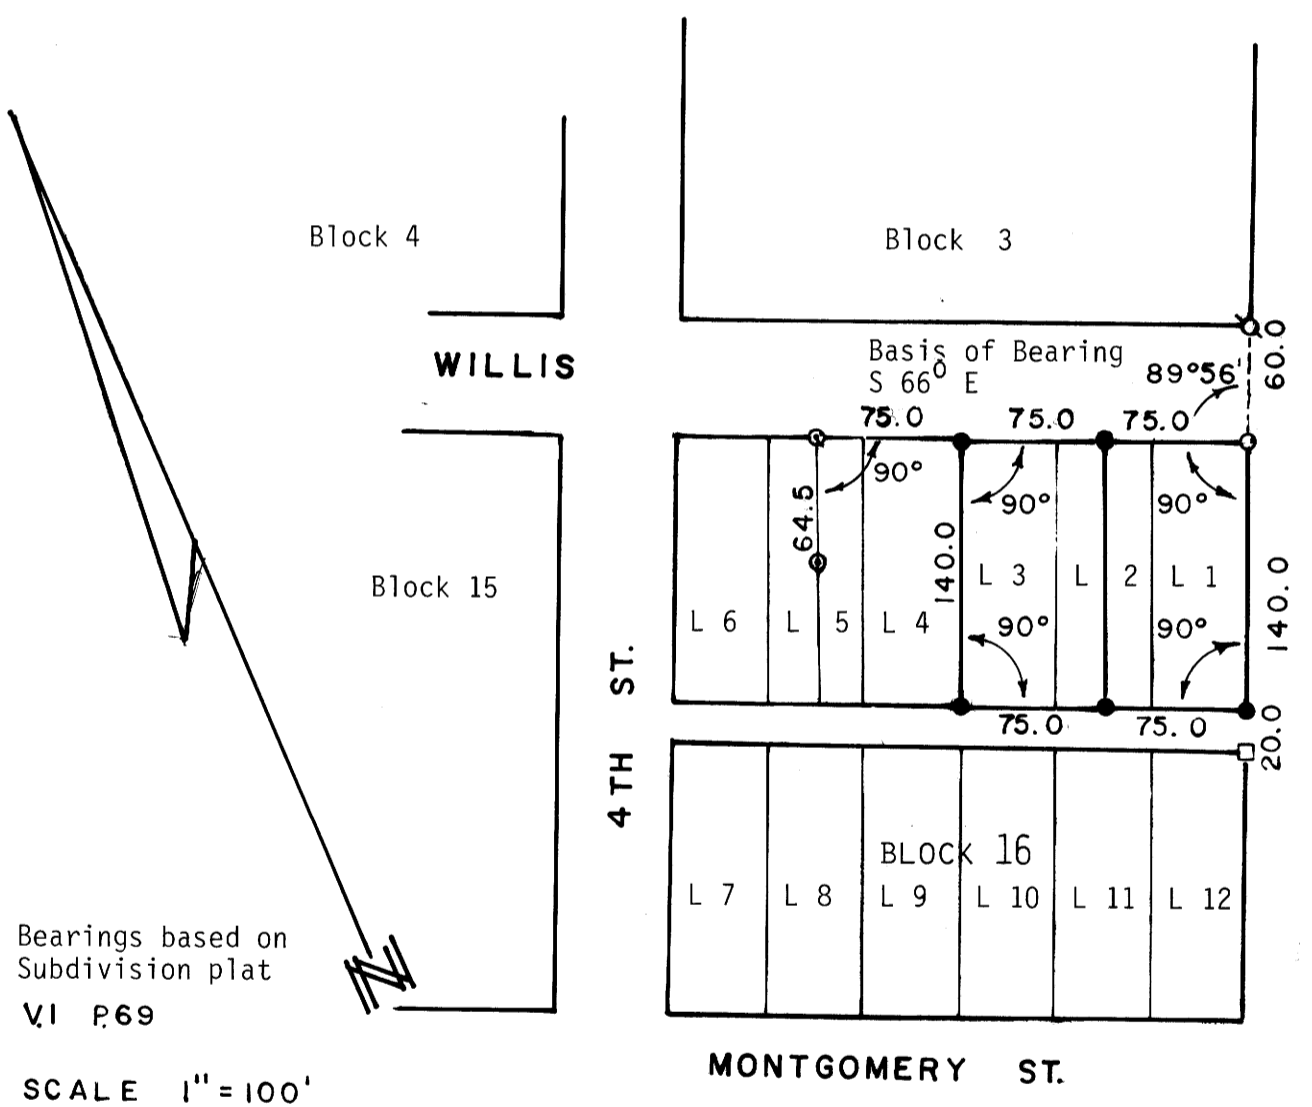 Block 4
Block 3
WILLIS
Basis of Bearing
S 66° E
89°56'
60.0
75.0
75.0
75.0
90°
90°
90°
64.5
140.0
140.0
Block 15
L 3
L 2
L 1
L 6
L 5
L 4
90°
90°
75.0
75.0
20.0
4TH ST.
BLOCK 16
L 7
L 8
L 9
L 10
L 11
L 12
N
Bearings based on
Subdivision plat
V.1 P.69
SCALE 1"=100'
MONTGOMERY ST.